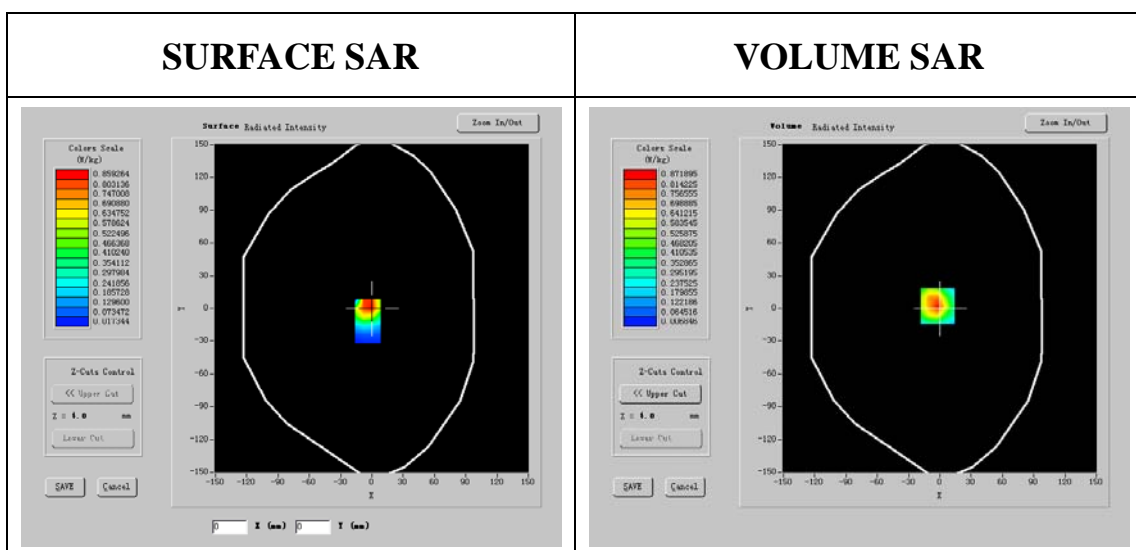 SURFACE SAR
VOLUME SAR
Surface Radiated Intensity
Zoom In/Out
Colors Scale
(W/kg)
0.859264
0.803136
0.747008
0.690880
0.634752
0.578624
0.522496
0.466368
0.410240
0.354112
0.297984
0.241856
0.185728
0.129600
0.073472
0.017344
150
120
90
60
30
0
-30
-60
-90
-120
-150
Y
-150 -120 -90 -60 -30 0 30 60 90 120 150
X
Z-Cuts Control
<< Upper Cut
Z = 4.0 mm
Lower Cut
SAVE Cancel
0 X (mm) 0 Y (mm)
Volume Radiated Intensity
Zoom In/Out
Colors Scale
(W/kg)
0.871895
0.814225
0.756555
0.698885
0.641215
0.583545
0.525875
0.468205
0.410535
0.352865
0.295195
0.237525
0.179855
0.122186
0.064516
0.006846
150
120
90
60
30
0
-30
-60
-90
-120
-150
Y
-150 -120 -90 -60 -30 0 30 60 90 120 150
X
Z-Cuts Control
<< Upper Cut
Z = 4.0 mm
Lower Cut
SAVE Cancel